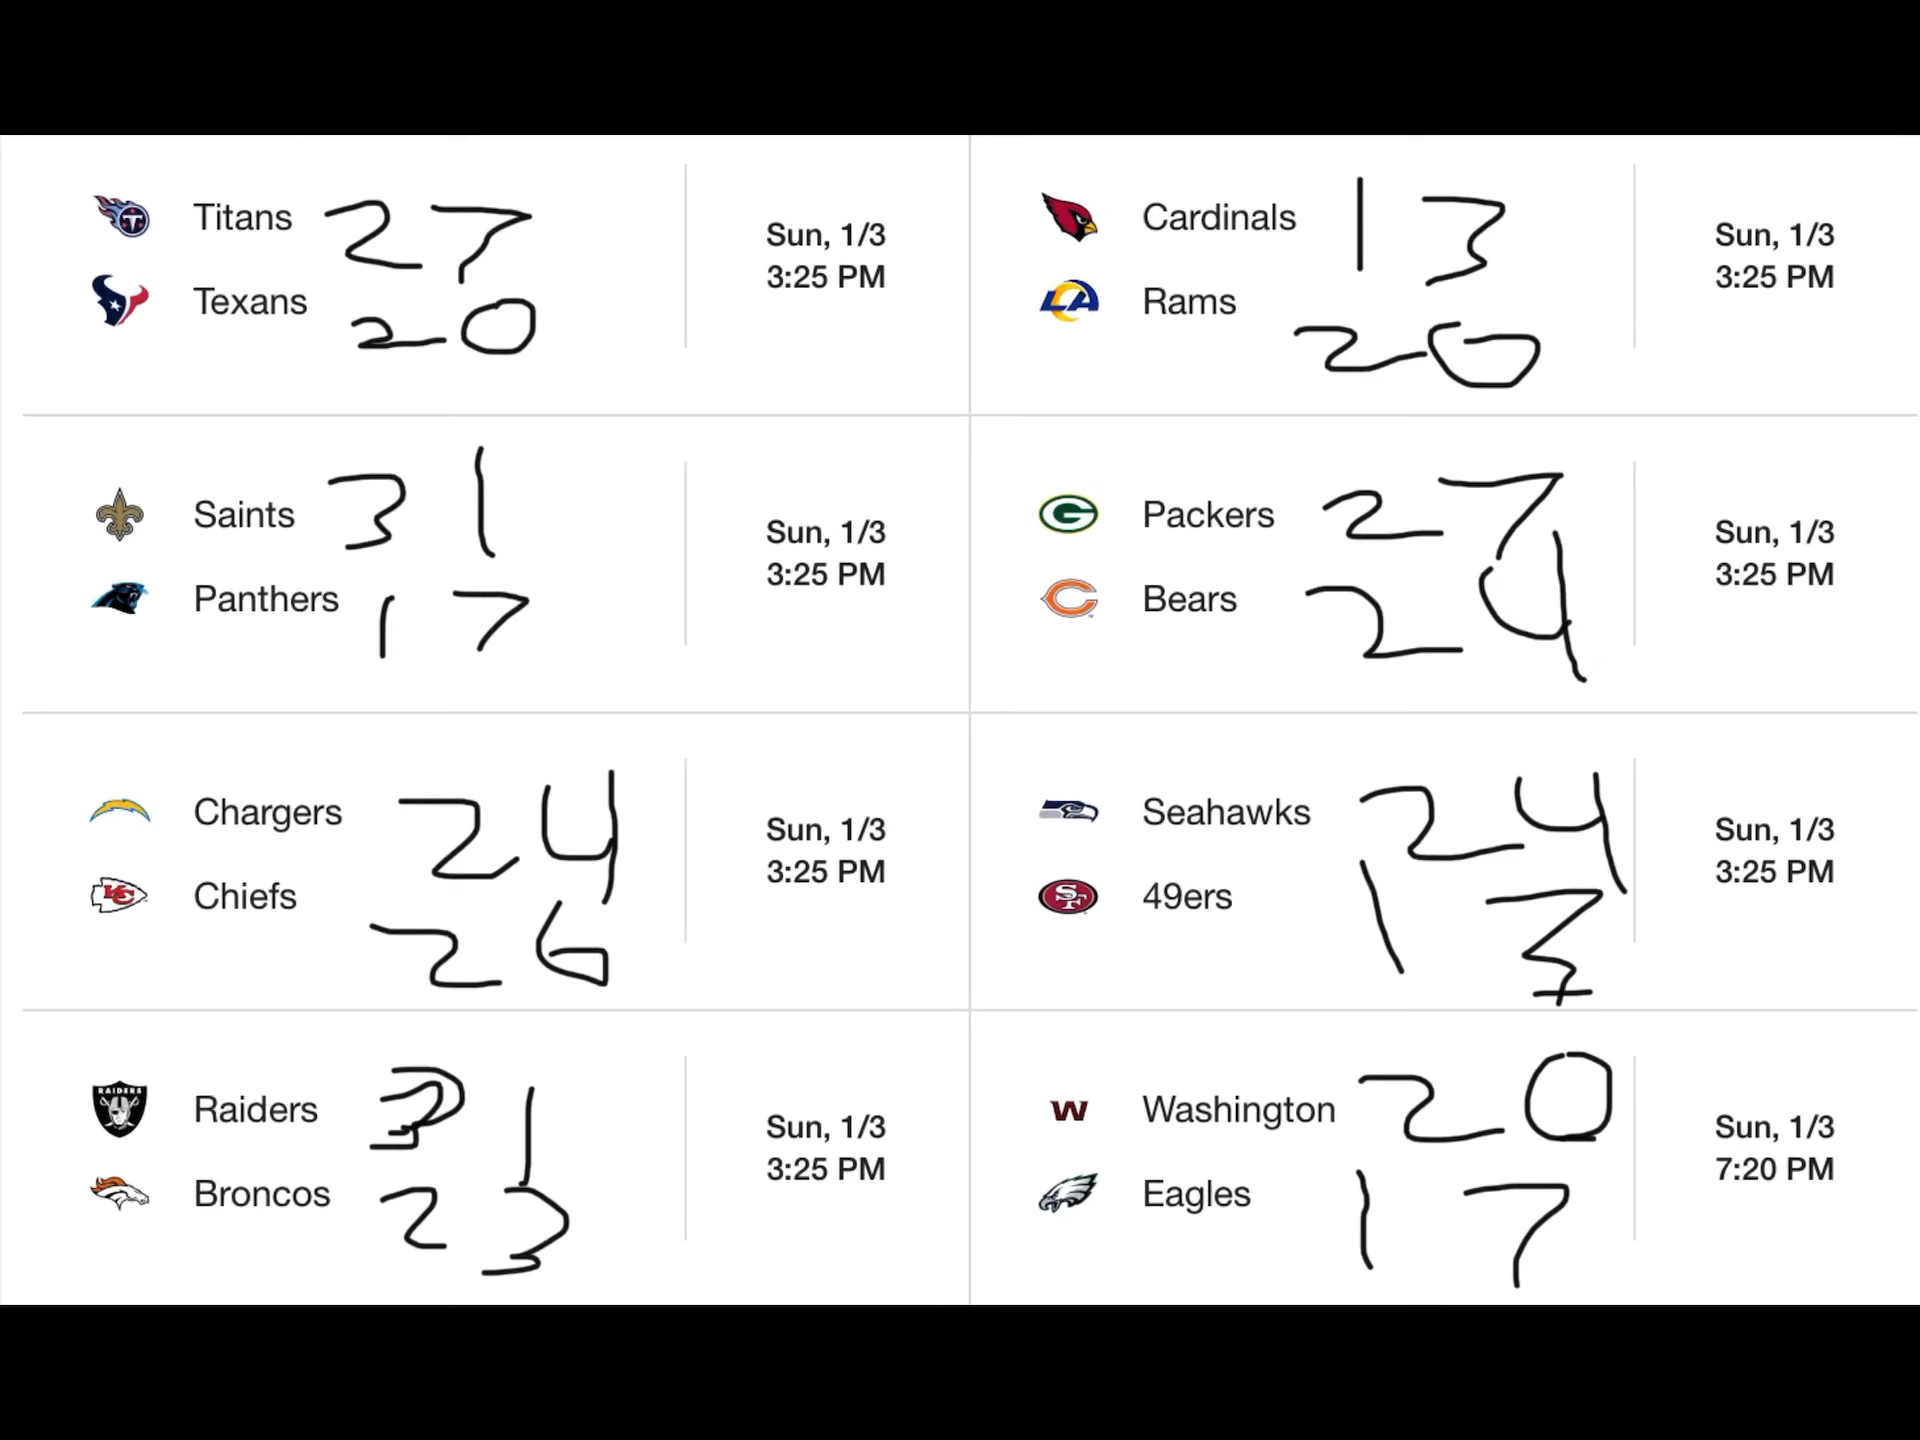 Titans 27
Texans 20
Sun, 1/3
3:25 PM
Cardinals 13
Rams 20
Sun, 1/3
3:25 PM
Saints 31
Panthers 17
Sun, 1/3
3:25 PM
Packers 27
Bears 24
Sun, 1/3
3:25 PM
Chargers 24
Chiefs 26
Sun, 1/3
3:25 PM
Seahawks 24
49ers
Sun, 1/3
3:25 PM
RAIDERS
Raiders
Broncos 23
Sun, 1/3
3:25 PM
W
Washington 20
Eagles 17
Sun, 1/3
7:20 PM